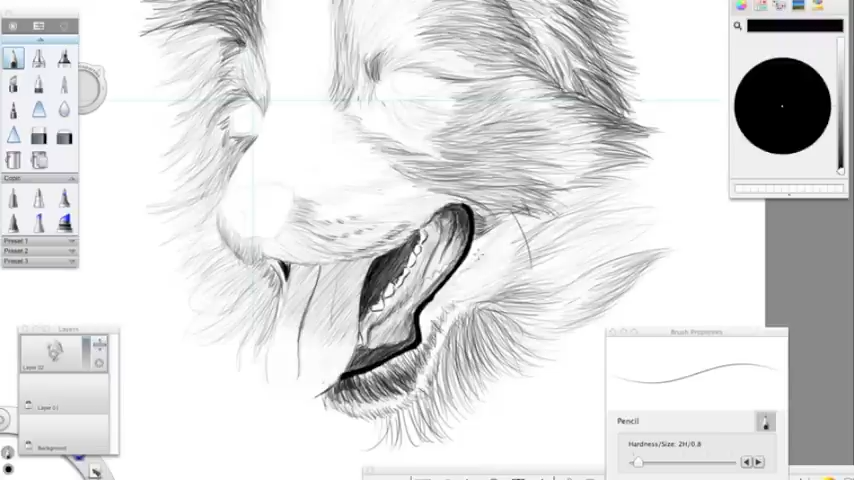 Copic
Preset 1
Preset 2
Preset 3
Layers
Layer 12
Layer 11
Background
Brush Properties
Pencil
Hardness/Size: 2H/0.8